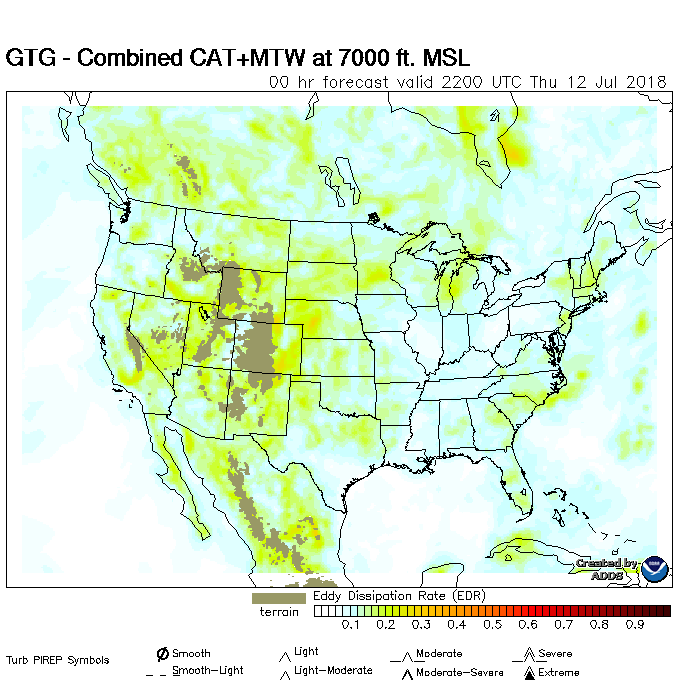 GTG - Combined CAT+MTW at 7000 ft. MSL
00 hr forecast valid 2200 UTC Thu 12 Jul 2018
Created by
ADDS
terrain
Eddy Dissipation Rate (EDR)
0.1 0.2 0.3 0.4 0.5 0.6 0.7 0.8 0.9
Turb PIREP Symbols
Smooth Light Moderate Severe
Smooth-Light Light-Moderate Moderate-Severe Extreme